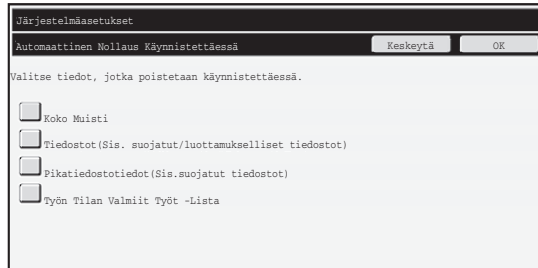 Järjestelmäasetukset
Automaattinen Nollaus Käynnistettäessä Keskeytä OK
Valitse tiedot, jotka poistetaan käynnistettäessä.
Koko Muisti
Tiedostot(Sis. suojatut/luottamukselliset tiedostot)
Pikatiedostotiedot(Sis.suojatut tiedostot)
Työn Tilan Valmiit Työt -Lista